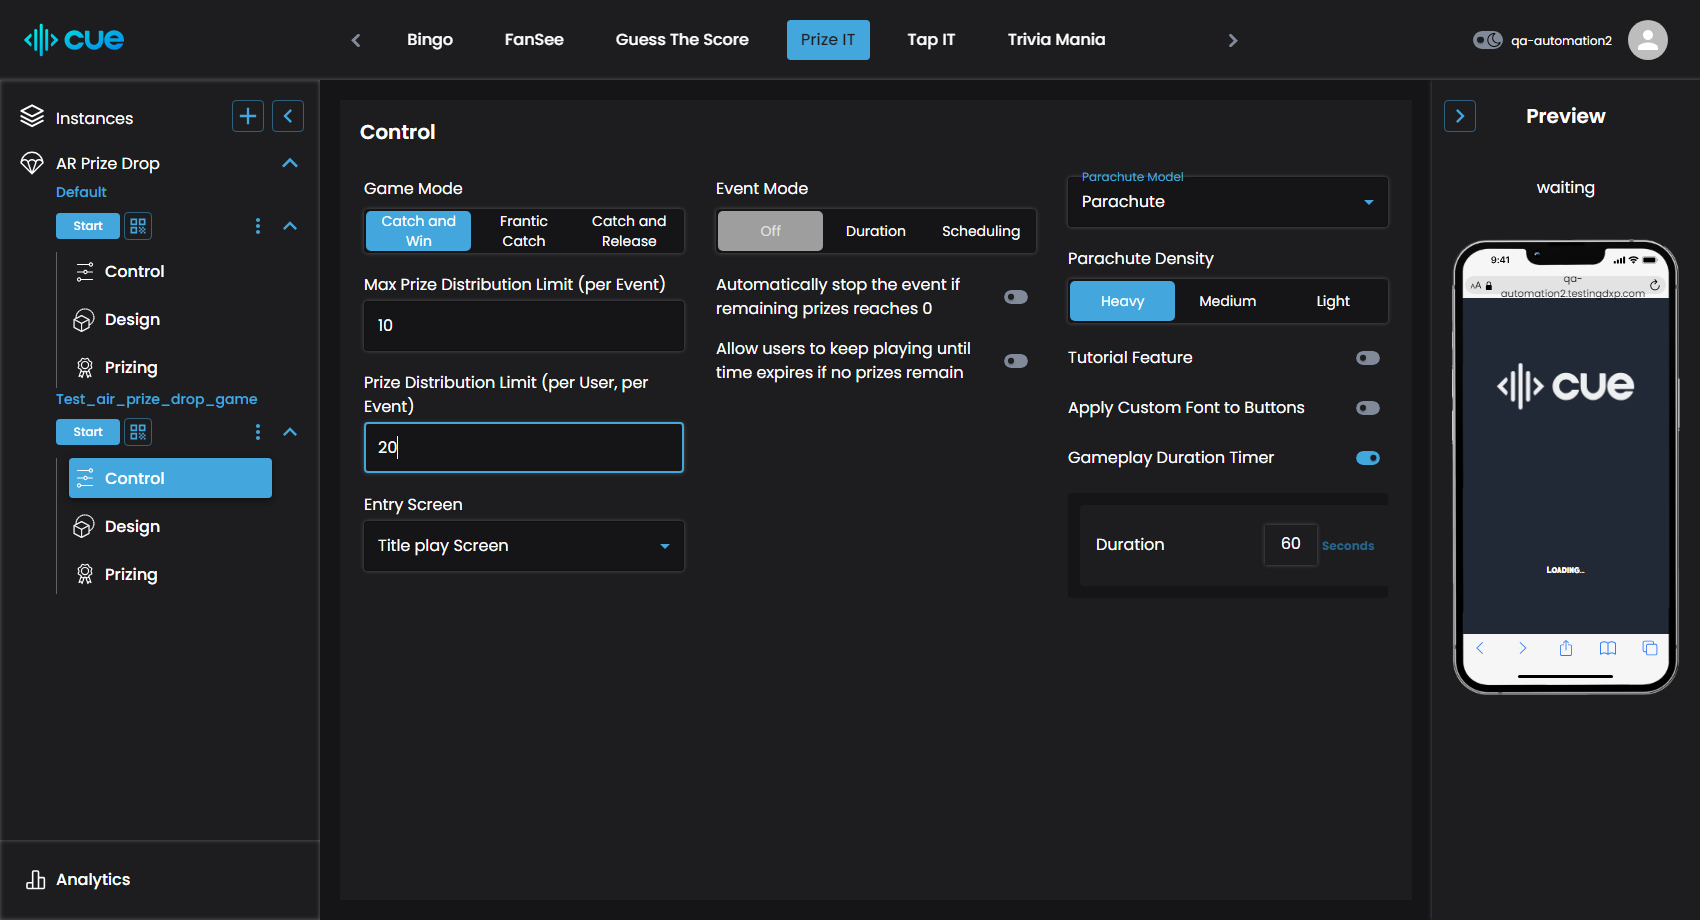 cue
Bingo
FanSee
Guess The Score
Prize IT
Tap IT
Trivia Mania
qa-automation2
Instances
AR Prize Drop
Default
Start
Control
Design
Prizing
Test_air_prize_drop_game
Start
Control
Design
Prizing
Analytics
Control
Game Mode
Catch and
Win
Frantic
Catch
Catch and
Release
Max Prize Distribution Limit (per Event)
10
Prize Distribution Limit (per User, per
Event)
20
Entry Screen
Title play Screen
Event Mode
Off
Duration
Scheduling
Automatically stop the event if
remaining prizes reaches 0
Allow users to keep playing until
time expires if no prizes remain
Parachute Model
Parachute
Parachute Density
Heavy
Medium
Light
Tutorial Feature
Apply Custom Font to Buttons
Gameplay Duration Timer
Duration
60
Seconds
Preview
waiting
9:41
AA
qa-
automation2.testingdxp.com
cue
LOADING...